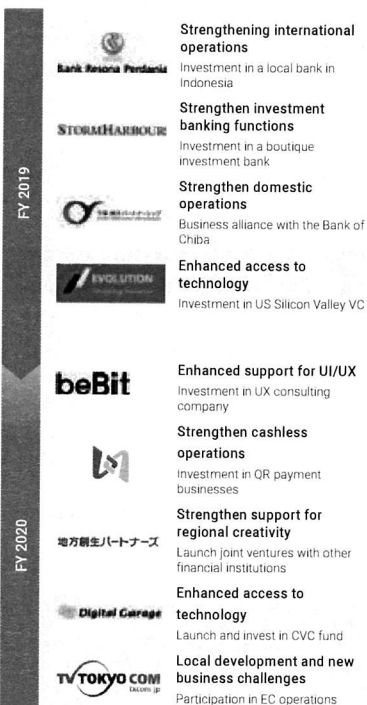 FY 2019
Bank Resona Perdania
Strengthening international
operations
Investment in a local bank in
Indonesia
STORMHARBOUR
Strengthen investment
banking functions
Investment in a boutique
investment bank
Strengthen domestic
operations
Business alliance with the Bank of
Chiba
EVOLUTION
Enhanced access to
technology
Investment in US Silicon Valley VC
FY 2020
beBit
Enhanced support for UI/UX
Investment in UX consulting
company
Strengthen cashless
operations
Investment in QR payment
businesses
地方創生パートナーズ
Strengthen support for
regional creativity
Launch joint ventures with other
financial institutions
Digital Garage
Enhanced access to
technology
Launch and invest in CVC fund
TV TOKYO COM
tx.com.jp
Local development and new
business challenges
Participation in EC operations